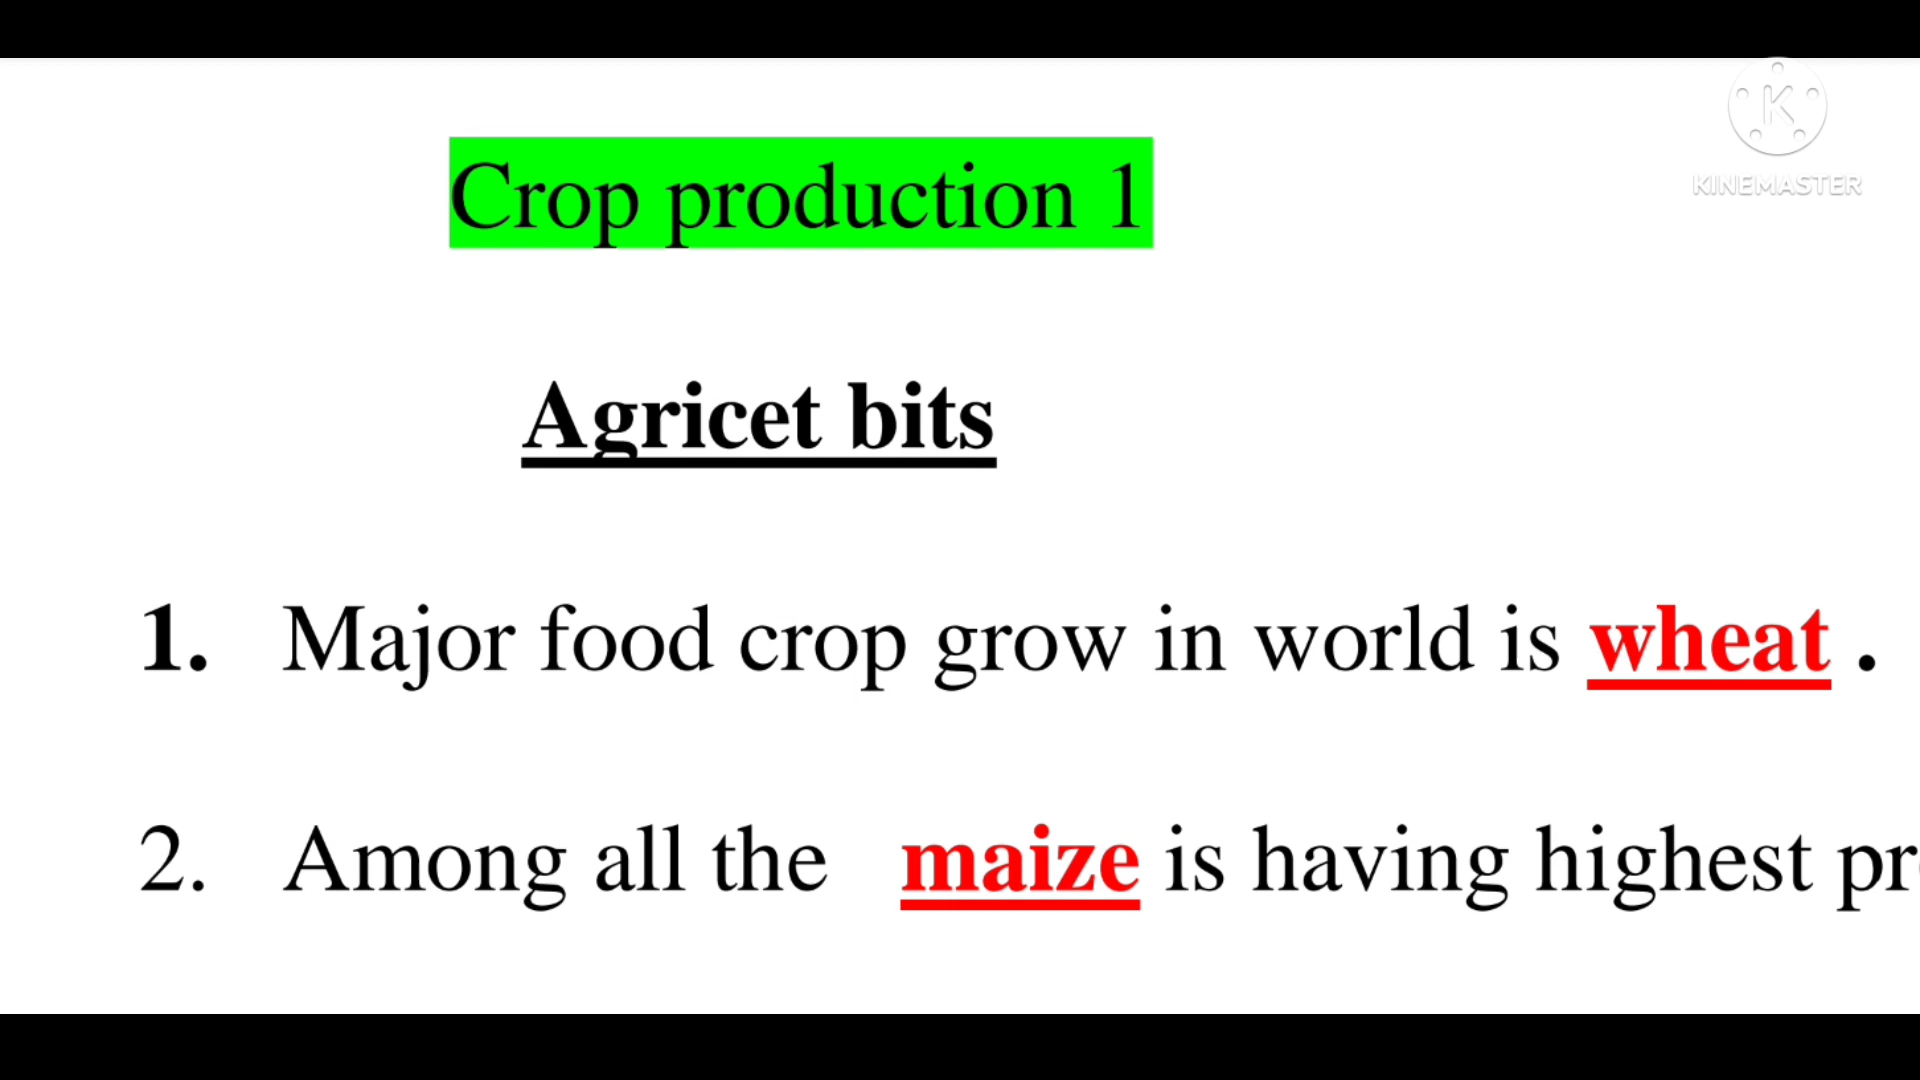 Crop production 1
KINEMASTER
Agricet bits
1. Major food crop grow in world is wheat .
2. Among all the maize is having highest